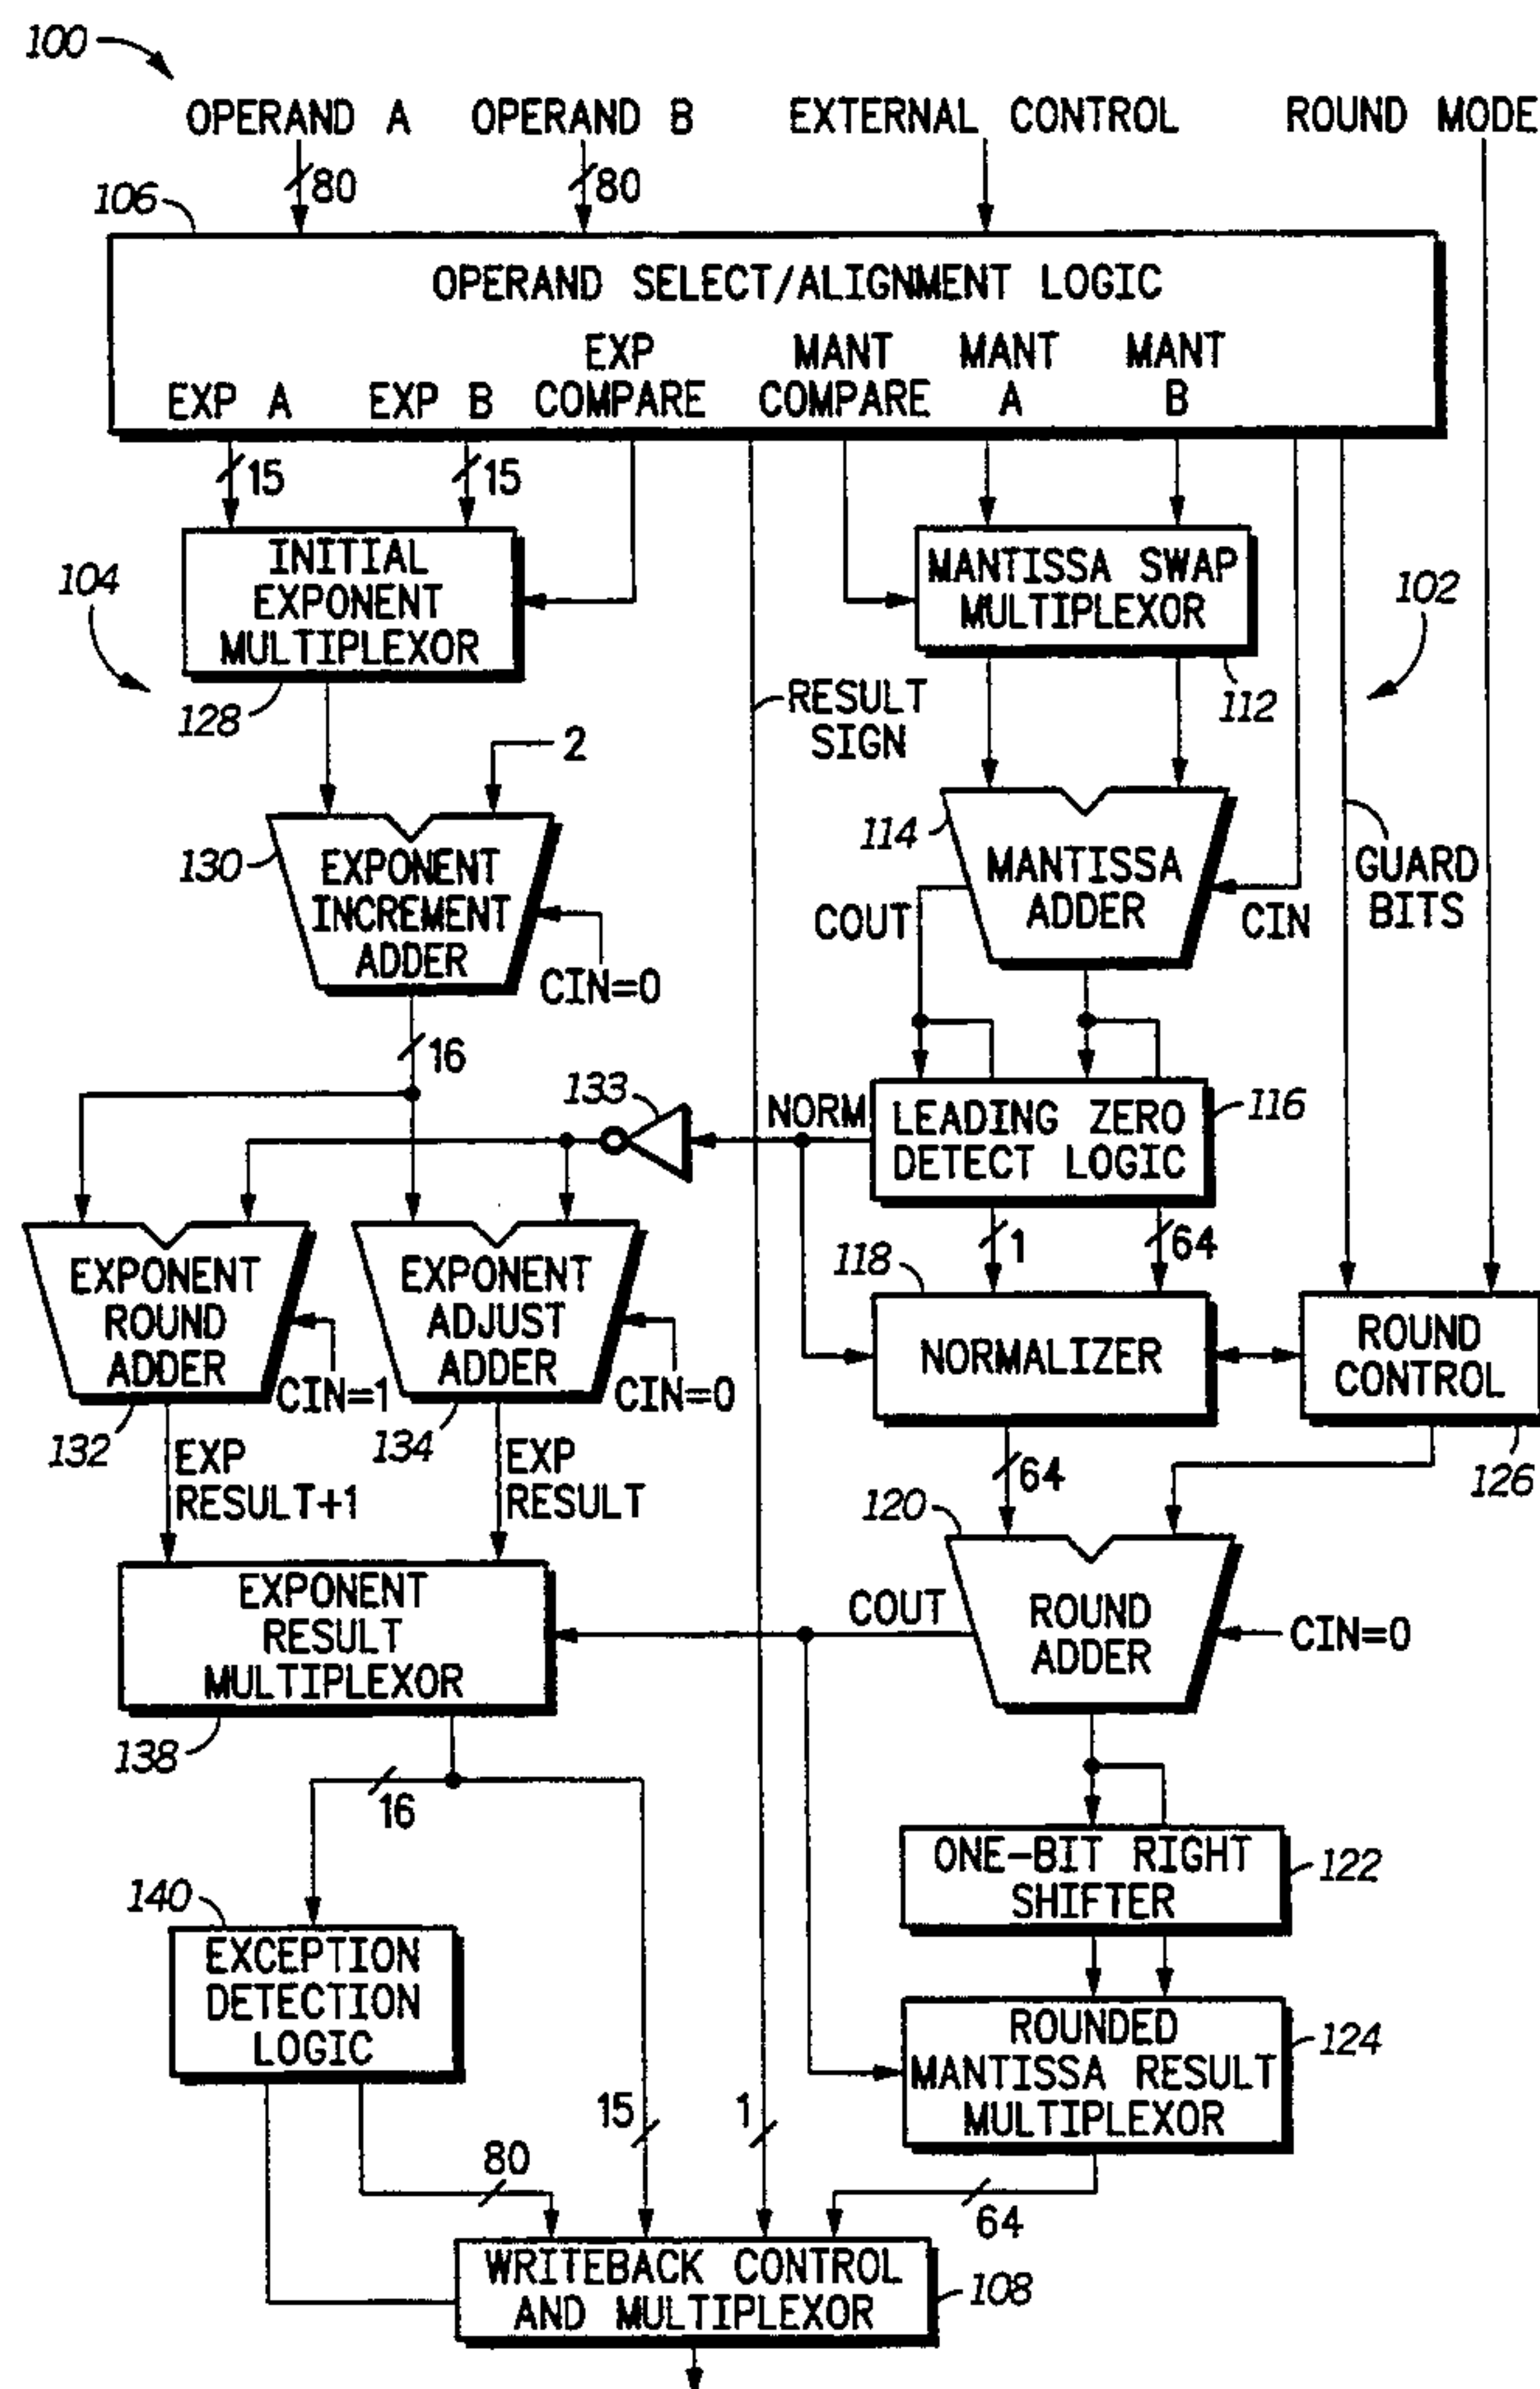 100
OPERAND A
OPERAND B
EXTERNAL CONTROL
ROUND MODE
80
80
106
OPERAND SELECT/ALIGNMENT LOGIC
EXP A
EXP B
EXP
COMPARE
MANT
COMPARE
MANT
A
MANT
B
15
15
104
INITIAL
EXPONENT
MULTIPLEXOR
128
MANTISSA SWAP
MULTIPLEXOR
112
102
RESULT
SIGN
2
130
EXPONENT
INCREMENT
ADDER
CIN=0
114
MANTISSA
ADDER
COUT
CIN
GUARD
BITS
16
133
NORM
LEADING ZERO
DETECT LOGIC
116
1
64
EXPONENT
ROUND
ADDER
CIN=1
132
EXPONENT
ADJUST
ADDER
CIN=0
134
118
NORMALIZER
ROUND
CONTROL
126
EXP
RESULT+1
EXP
RESULT
64
120
ROUND
ADDER
COUT
CIN=0
EXPONENT
RESULT
MULTIPLEXOR
138
16
ONE-BIT RIGHT
SHIFTER
122
140
EXCEPTION
DETECTION
LOGIC
ROUNDED
MANTISSA RESULT
MULTIPLEXOR
124
80
15
1
64
WRITEBACK CONTROL
AND MULTIPLEXOR
108